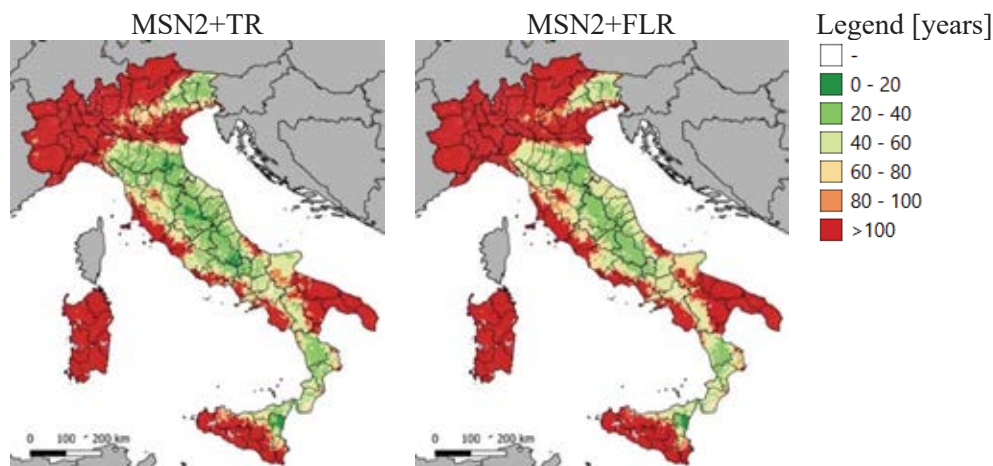 MSN2+TR
MSN2+FLR
Legend [years]
-
0 - 20
20 - 40
40 - 60
60 - 80
80 - 100
>100
0 100 200 km
0 100 200 km